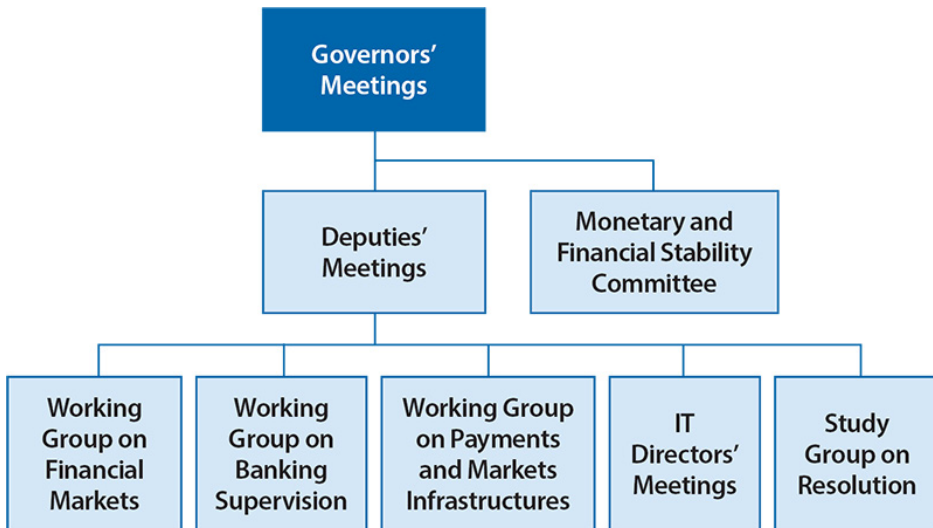 Governors’
Meetings
Deputies’
Meetings
Monetary and
Financial Stability
Committee
Working
Group on
Financial
Markets
Working
Group on
Banking
Supervision
Working Group
on Payments
and Markets
Infrastructures
IT
Directors’
Meetings
Study
Group on
Resolution